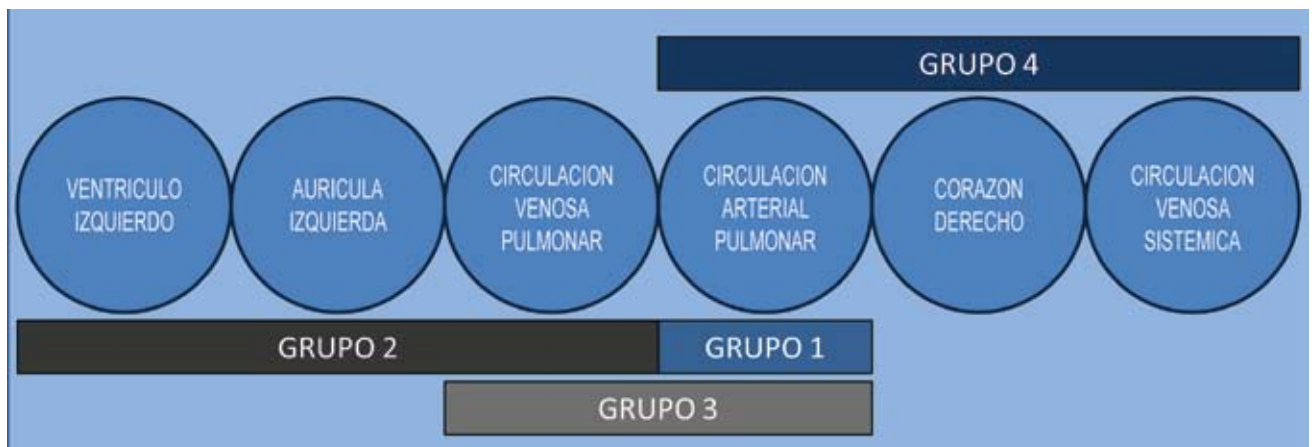 GRUPO 4
VENTRICULO
IZQUIERDO
AURICULA
IZQUIERDA
CIRCULACION
VENOSA
PULMONAR
CIRCULACION
ARTERIAL
PULMONAR
CORAZON
DERECHO
CIRCULACION
VENOSA
SISTEMICA
GRUPO 2
GRUPO 1
GRUPO 3